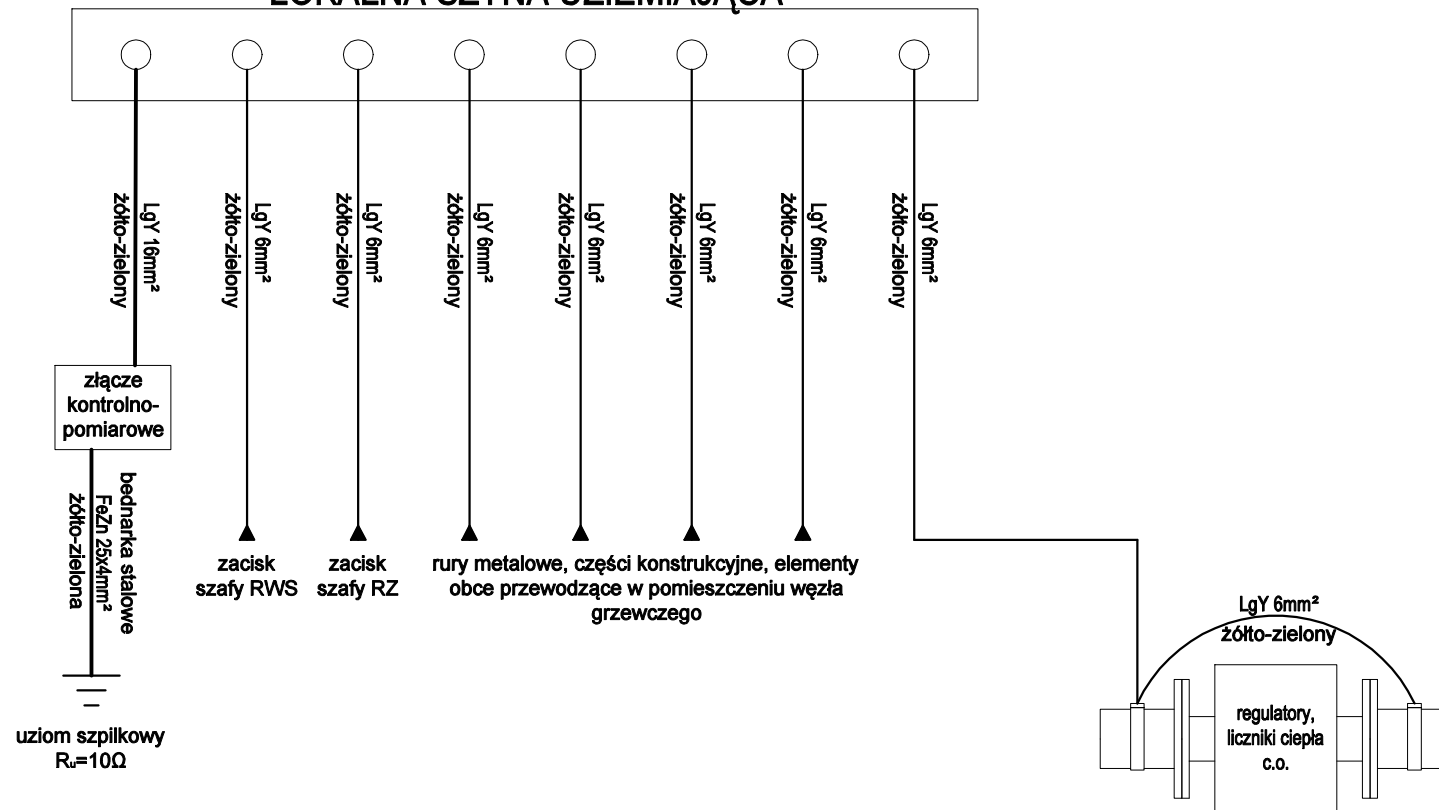 LOKALNA SZYNA UZIEMIAJĄCA
LgY 16mm²
żółto-zielony
LgY 6mm²
żółto-zielony
LgY 6mm²
żółto-zielony
LgY 6mm²
żółto-zielony
LgY 6mm²
żółto-zielony
LgY 6mm²
żółto-zielony
LgY 6mm²
żółto-zielony
LgY 6mm²
żółto-zielony
złącze
kontrolno-
pomiarowe
bednarka stalowe
FeZn 25x4mm²
żółto-zielona
zacisk
szafy RWS
zacisk
szafy RZ
rury metalowe, części konstrukcyjne, elementy
obce przewodzące w pomieszczeniu węzła
grzewczego
LgY 6mm²
żółto-zielony
regulatory,
liczniki ciepła
c.o.
uziom szpilkowy
Ru=10Ω